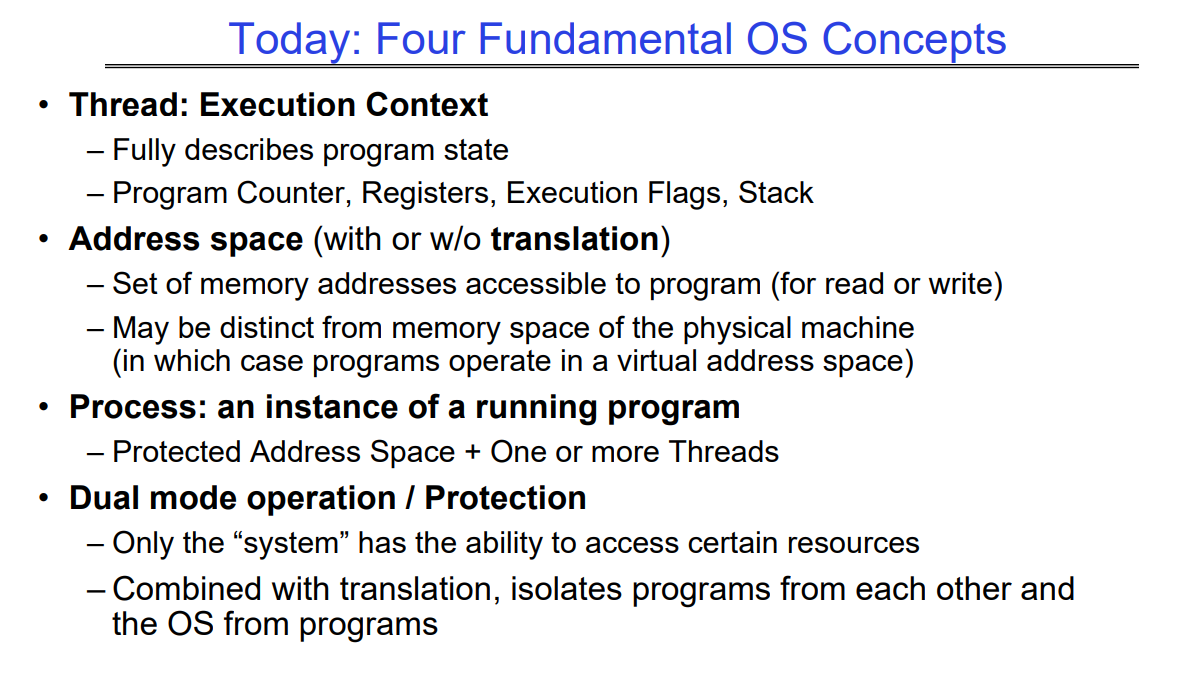 Today: Four Fundamental OS Concepts
• Thread: Execution Context
– Fully describes program state
– Program Counter, Registers, Execution Flags, Stack
• Address space (with or w/o translation)
– Set of memory addresses accessible to program (for read or write)
– May be distinct from memory space of the physical machine
(in which case programs operate in a virtual address space)
• Process: an instance of a running program
– Protected Address Space + One or more Threads
• Dual mode operation / Protection
– Only the “system” has the ability to access certain resources
– Combined with translation, isolates programs from each other and
the OS from programs